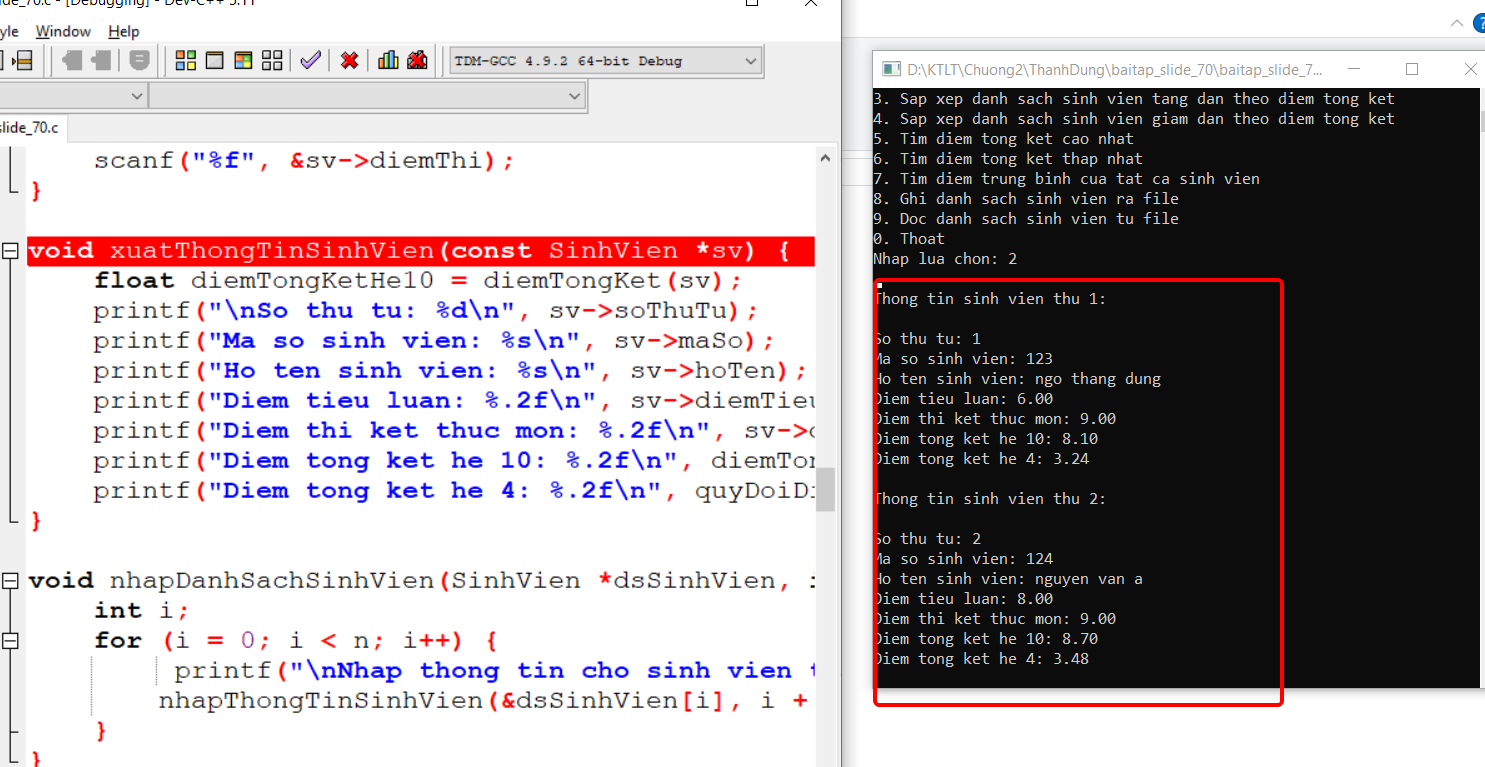 slide_70.c - [Debugging] - Dev-C++ 5.11
yle Window Help
TDM-GCC 4.9.2 64-bit Debug
slide_70.c
scanf("%f", &sv->diemThi);
}
void xuatThongTinSinhVien(const SinhVien *sv) {
float diemTongKetHe10 = diemTongKet(sv);
printf("\nSo thu tu: %d\n", sv->soThuTu);
printf("Ma so sinh vien: %s\n", sv->maSo);
printf("Ho ten sinh vien: %s\n", sv->hoTen);
printf("Diem tieu luan: %.2f\n", sv->diemTieu
printf("Diem thi ket thuc mon: %.2f\n", sv->
printf("Diem tong ket he 10: %.2f\n", diemTon
printf("Diem tong ket he 4: %.2f\n", quyDoiDi
}
void nhapDanhSachSinhVien(SinhVien *dsSinhVien, i
int i;
for (i = 0; i < n; i++) {
printf("\nNhap thong tin cho sinh vien t
nhapThongTinSinhVien(&dsSinhVien[i], i +
}
}
D:\KTLT\Chuong2\ThanhDung\baitap_slide_70\baitap_slide_7...
3. Sap xep danh sach sinh vien tang dan theo diem tong ket
4. Sap xep danh sach sinh vien giam dan theo diem tong ket
5. Tim diem tong ket cao nhat
6. Tim diem tong ket thap nhat
7. Tim diem trung binh cua tat ca sinh vien
8. Ghi danh sach sinh vien ra file
9. Doc danh sach sinh vien tu file
0. Thoat
Nhap lua chon: 2
Thong tin sinh vien thu 1:
So thu tu: 1
Ma so sinh vien: 123
Ho ten sinh vien: ngo thang dung
Diem tieu luan: 6.00
Diem thi ket thuc mon: 9.00
Diem tong ket he 10: 8.10
Diem tong ket he 4: 3.24
Thong tin sinh vien thu 2:
So thu tu: 2
Ma so sinh vien: 124
Ho ten sinh vien: nguyen van a
Diem tieu luan: 8.00
Diem thi ket thuc mon: 9.00
Diem tong ket he 10: 8.70
Diem tong ket he 4: 3.48